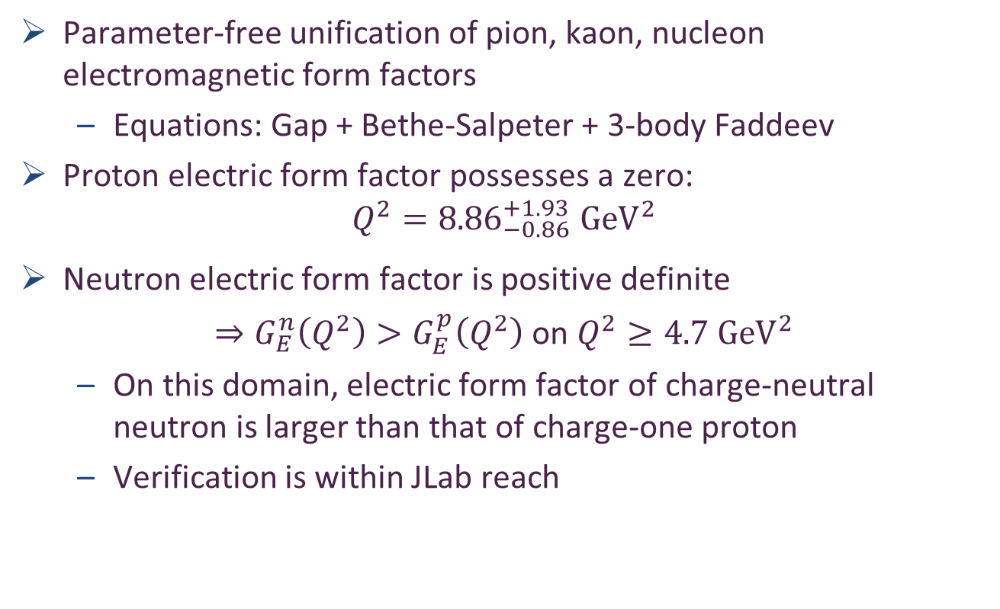 ➢ Parameter-free unification of pion, kaon, nucleon
electromagnetic form factors
– Equations: Gap + Bethe-Salpeter + 3-body Faddeev
➢ Proton electric form factor possesses a zero:
$Q^2 = 8.86^{+1.93}_{-0.86}\ \mathrm{GeV}^2$
➢ Neutron electric form factor is positive definite
$\Rightarrow G_E^n(Q^2) > G_E^p(Q^2)$ on $Q^2 \geq 4.7\ \mathrm{GeV}^2$
– On this domain, electric form factor of charge-neutral
neutron is larger than that of charge-one proton
– Verification is within JLab reach